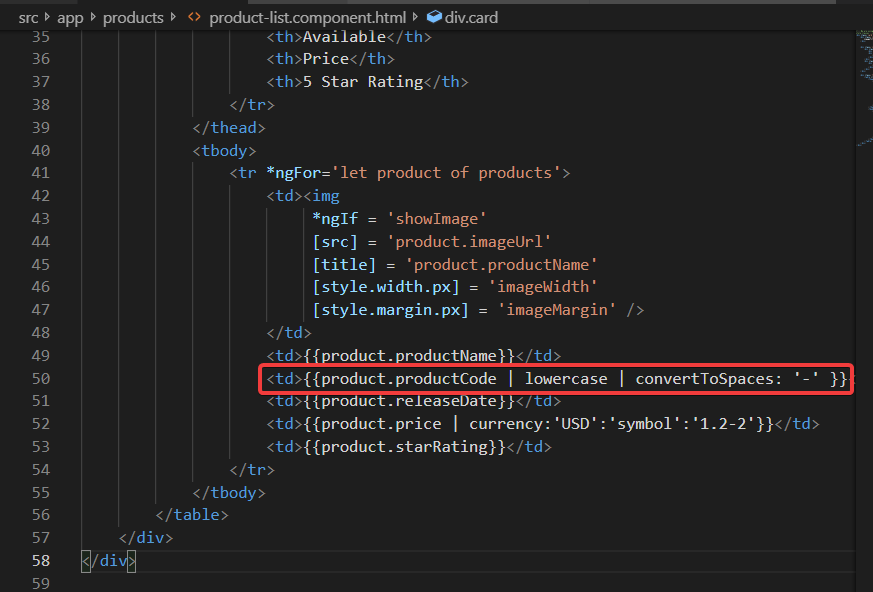 src app products product-list.component.html div.card
35 <th>Available</th>
36 <th>Price</th>
37 <th>5 Star Rating</th>
38 </tr>
39 </thead>
40 <tbody>
41 <tr *ngFor='let product of products'>
42 <td><img
43 *ngIf = 'showImage'
44 [src] = 'product.imageUrl'
45 [title] = 'product.productName'
46 [style.width.px] = 'imageWidth'
47 [style.margin.px] = 'imageMargin' />
48 </td>
49 <td>{{product.productName}}</td>
50 <td>{{product.productCode | lowercase | convertToSpaces: '-' }}<
51 <td>{{product.releaseDate}}</td>
52 <td>{{product.price | currency:'USD':'symbol':'1.2-2'}}</td>
53 <td>{{product.starRating}}</td>
54 </tr>
55 </tbody>
56 </table>
57 </div>
58 </div>
59